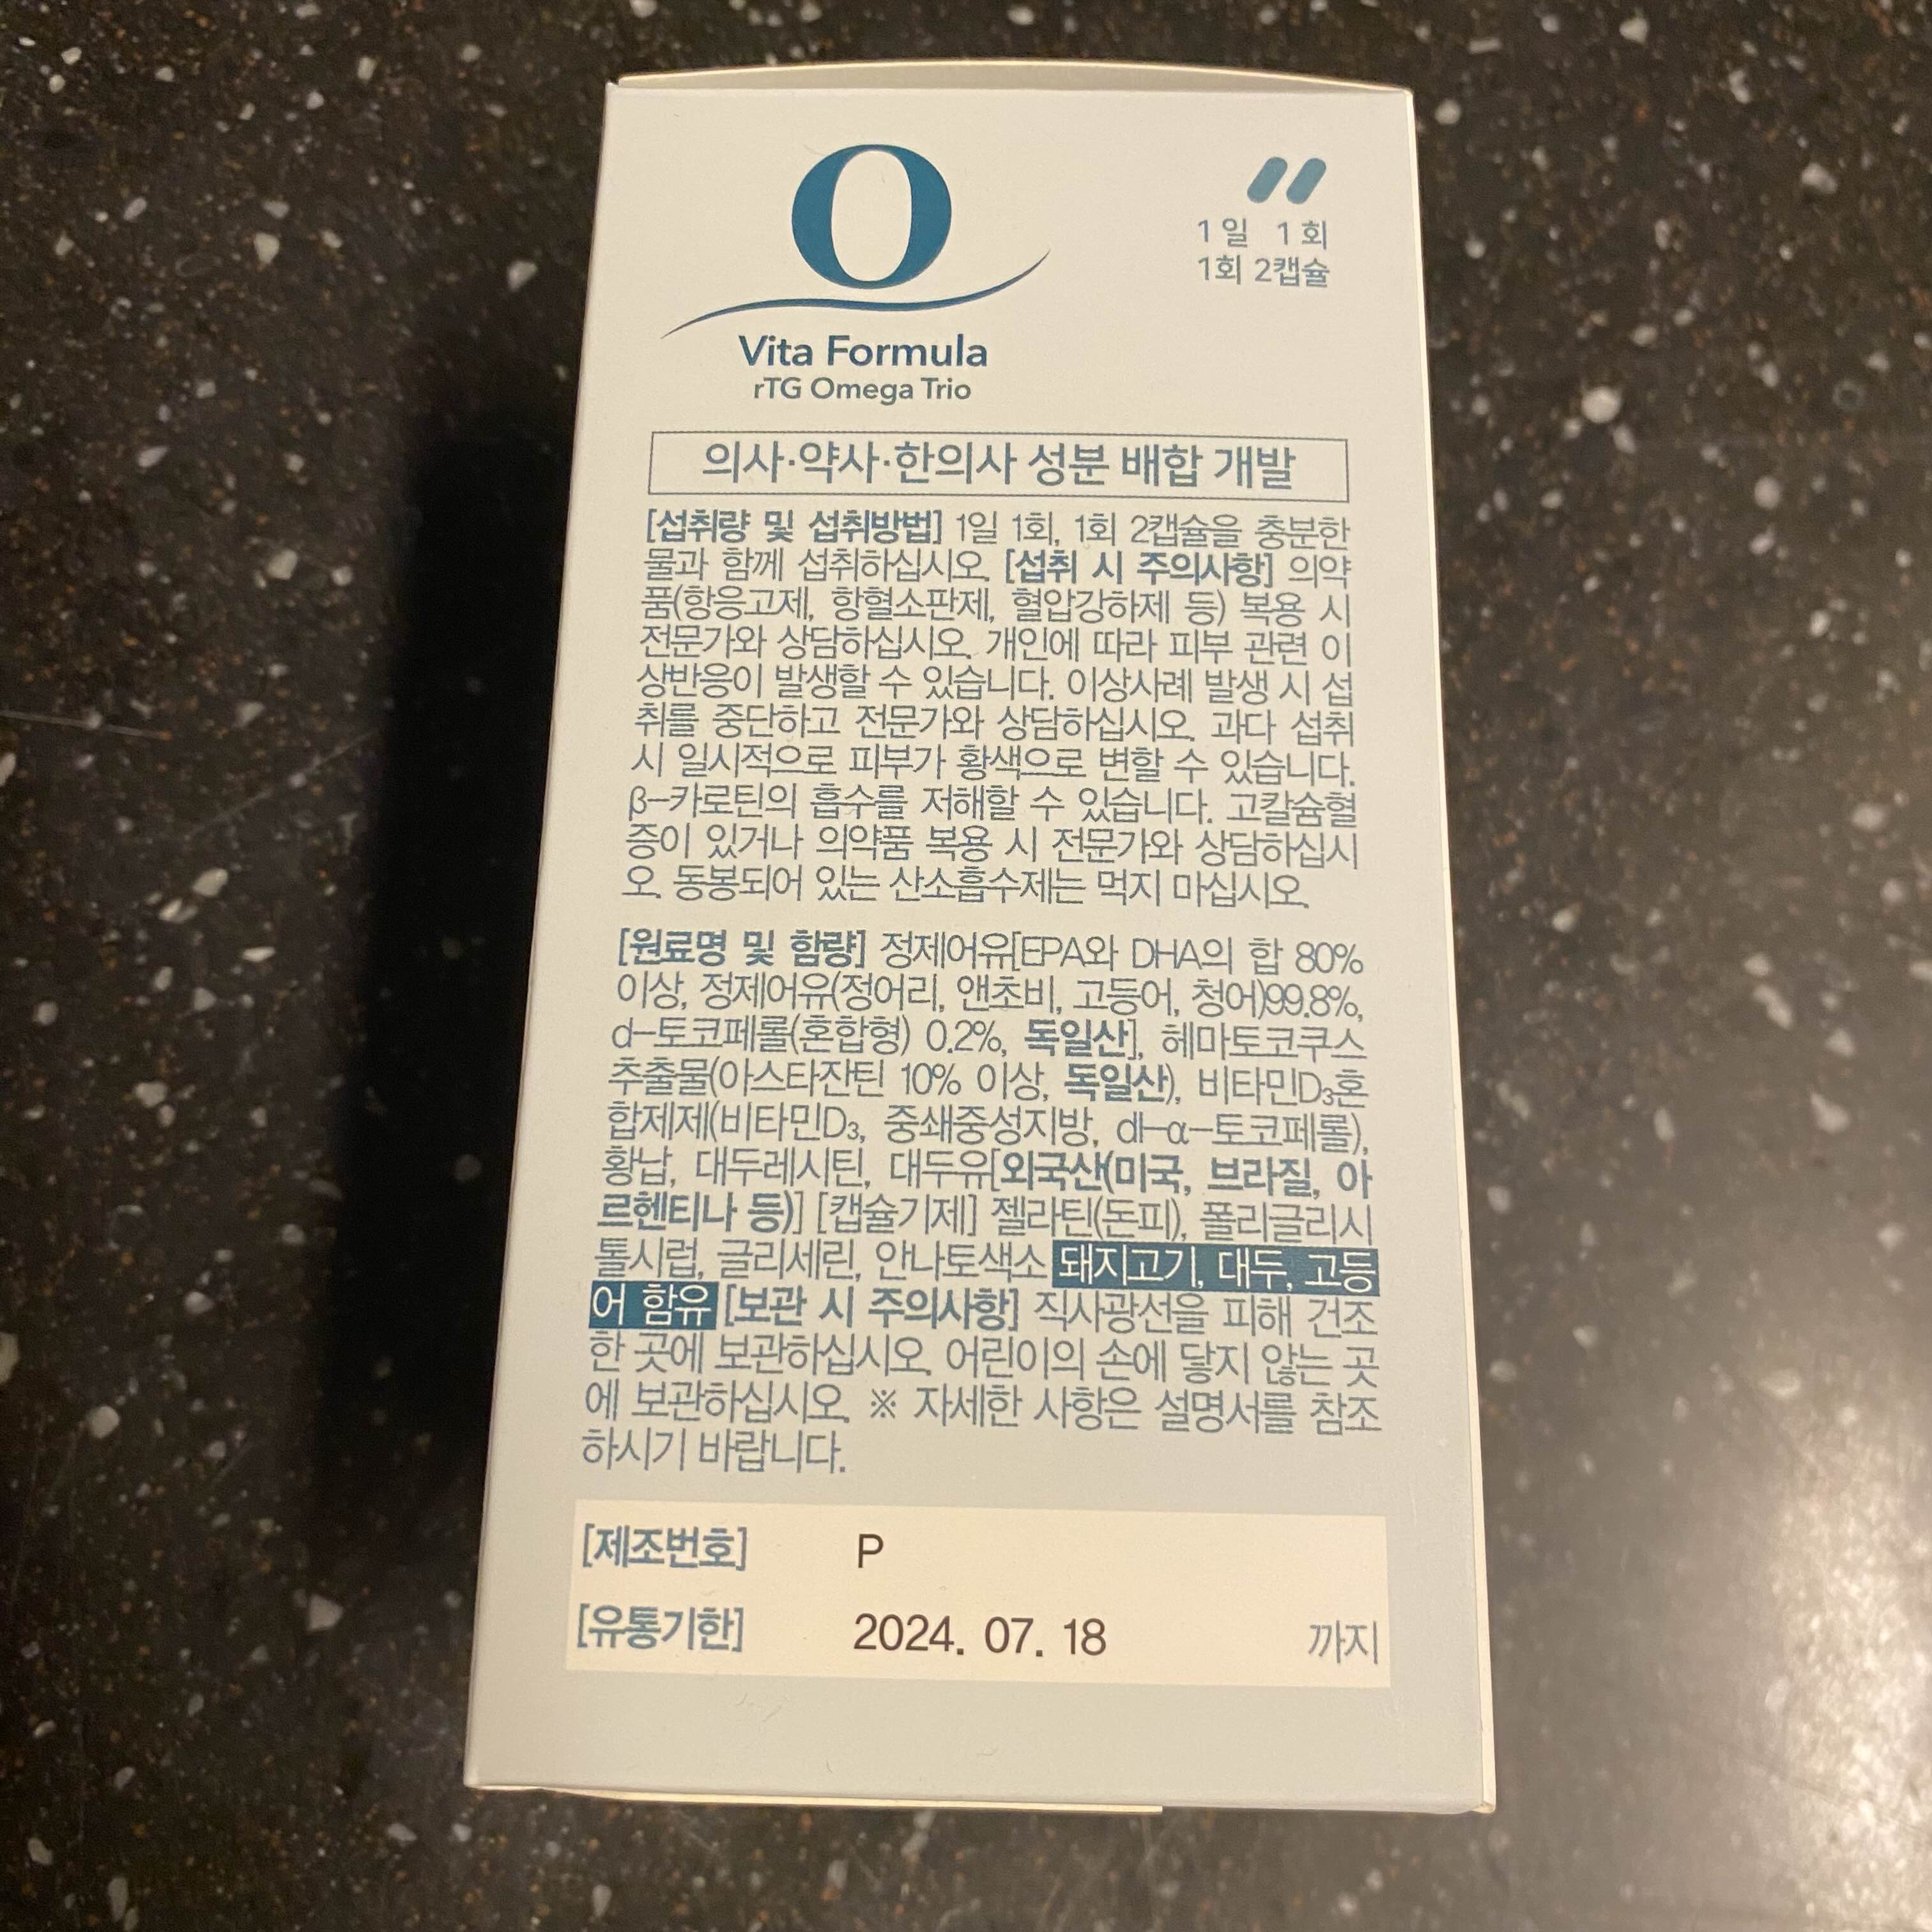 O
Vita Formula
rTG Omega Trio
1일 1회
1회 2캡슐
의사·약사·한의사 성분 배합 개발
[섭취량 및 섭취방법] 1일 1회, 1회 2캡슐을 충분한
물과 함께 섭취하십시오. [섭취 시 주의사항] 의약
품(항응고제, 항혈소판제, 혈압강하제 등) 복용 시
전문가와 상담하십시오. 개인에 따라 피부 관련 이
상반응이 발생할 수 있습니다. 이상사례 발생 시 섭
취를 중단하고 전문가와 상담하십시오. 과다 섭취
시 일시적으로 피부가 황색으로 변할 수 있습니다.
β-카로틴의 흡수를 저해할 수 있습니다. 고칼슘혈
증이 있거나 의약품 복용 시 전문가와 상담하십시
오. 동봉되어 있는 산소흡수제는 먹지 마십시오.
[원료명 및 함량] 정제어유[EPA와 DHA의 합 80%
이상, 정제어유(정어리, 앤초비, 고등어, 청어)99.8%,
d-토코페롤(혼합형) 0.2%, 독일산], 헤마토코쿠스
추출물(아스타잔틴 10% 이상, 독일산), 비타민D₃혼
합제제(비타민D₃, 중쇄중성지방, dl-α-토코페롤),
황납, 대두레시틴, 대두유[외국산(미국, 브라질, 아
르헨티나 등)] [캡슐기제] 젤라틴(돈피), 폴리글리시
톨시럽, 글리세린, 안나토색소 돼지고기, 대두, 고등
어 함유 [보관 시 주의사항] 직사광선을 피해 건조
한 곳에 보관하십시오. 어린이의 손에 닿지 않는 곳
에 보관하십시오. ※ 자세한 사항은 설명서를 참조
하시기 바랍니다.
[제조번호] P
[유통기한] 2024. 07. 18 까지